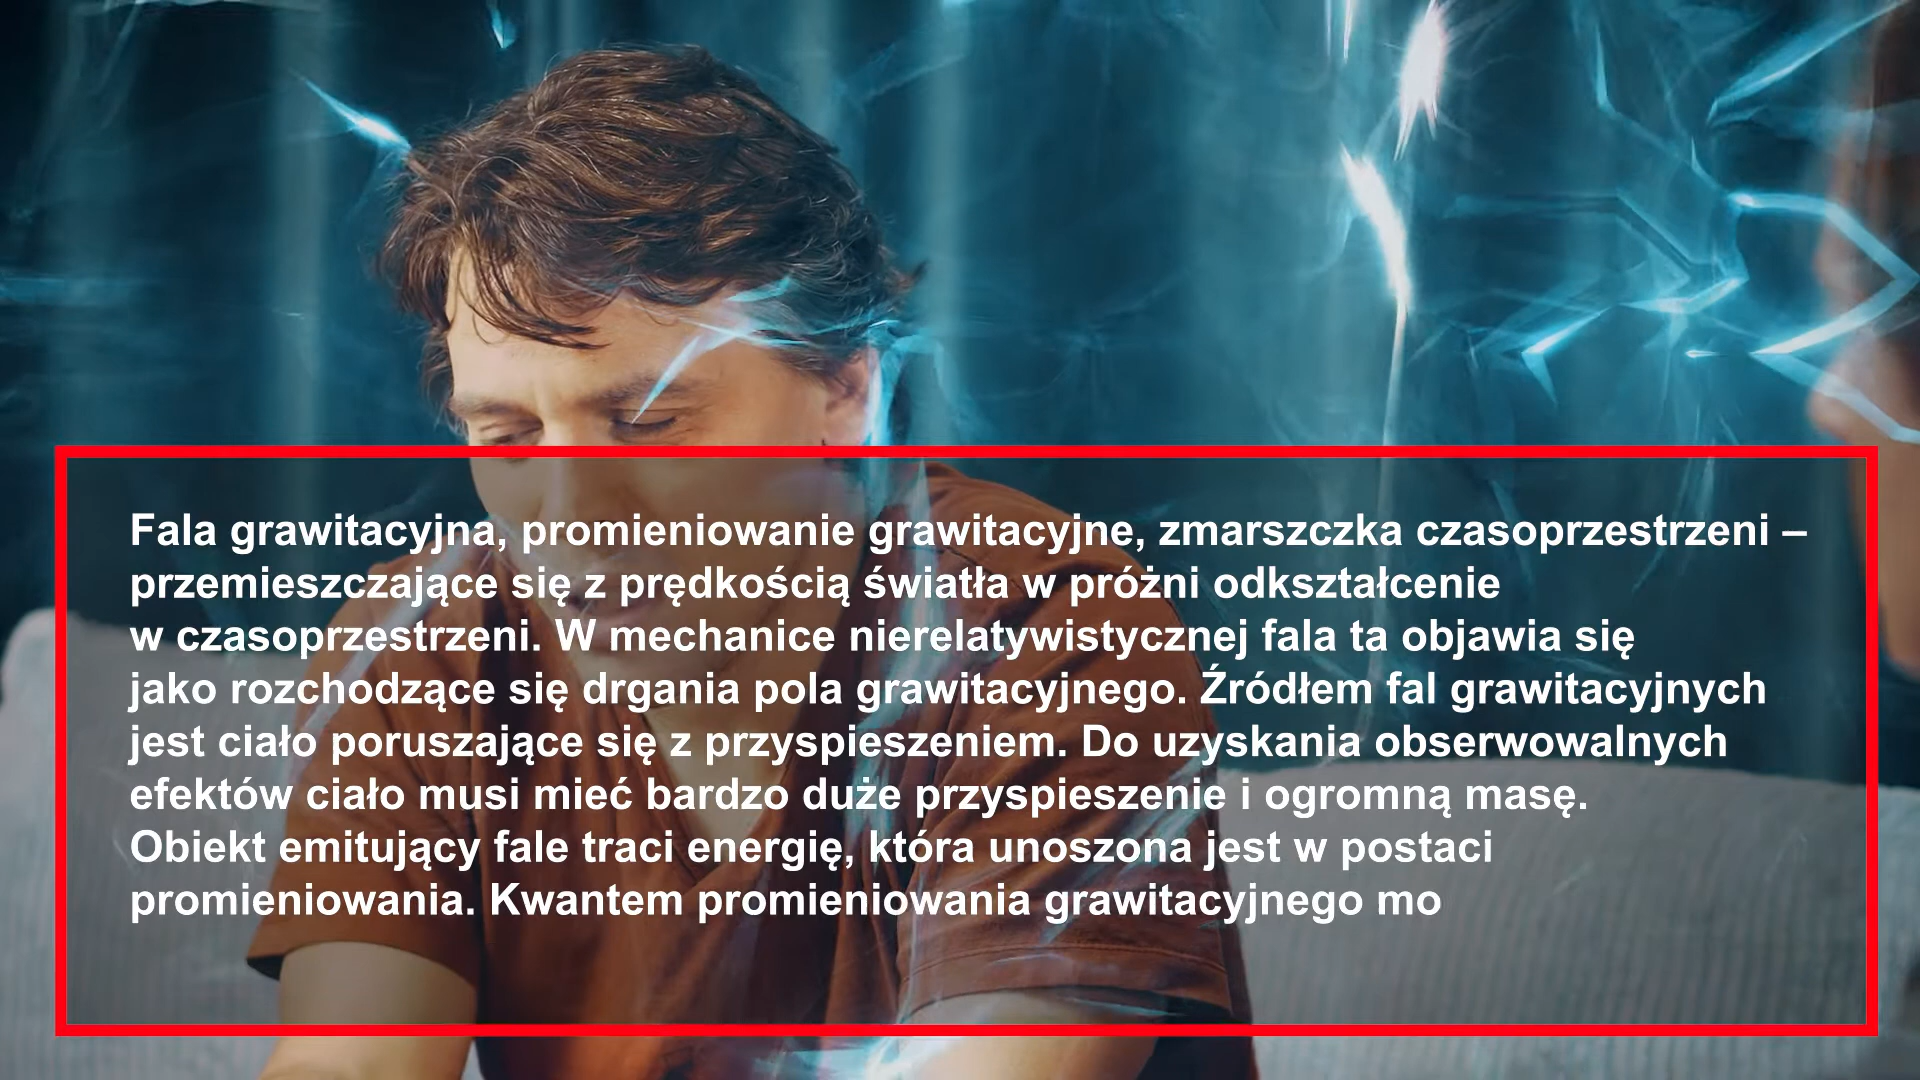 Fala grawitacyjna, promieniowanie grawitacyjne, zmarszczka czasoprzestrzeni –
przemieszczające się z prędkością światła w próżni odkształcenie
w czasoprzestrzeni. W mechanice nierelatywistycznej fala ta objawia się
jako rozchodzące się drgania pola grawitacyjnego. Źródłem fal grawitacyjnych
jest ciało poruszające się z przyspieszeniem. Do uzyskania obserwowalnych
efektów ciało musi mieć bardzo duże przyspieszenie i ogromną masę.
Obiekt emitujący fale traci energię, która unoszona jest w postaci
promieniowania. Kwantem promieniowania grawitacyjnego mo